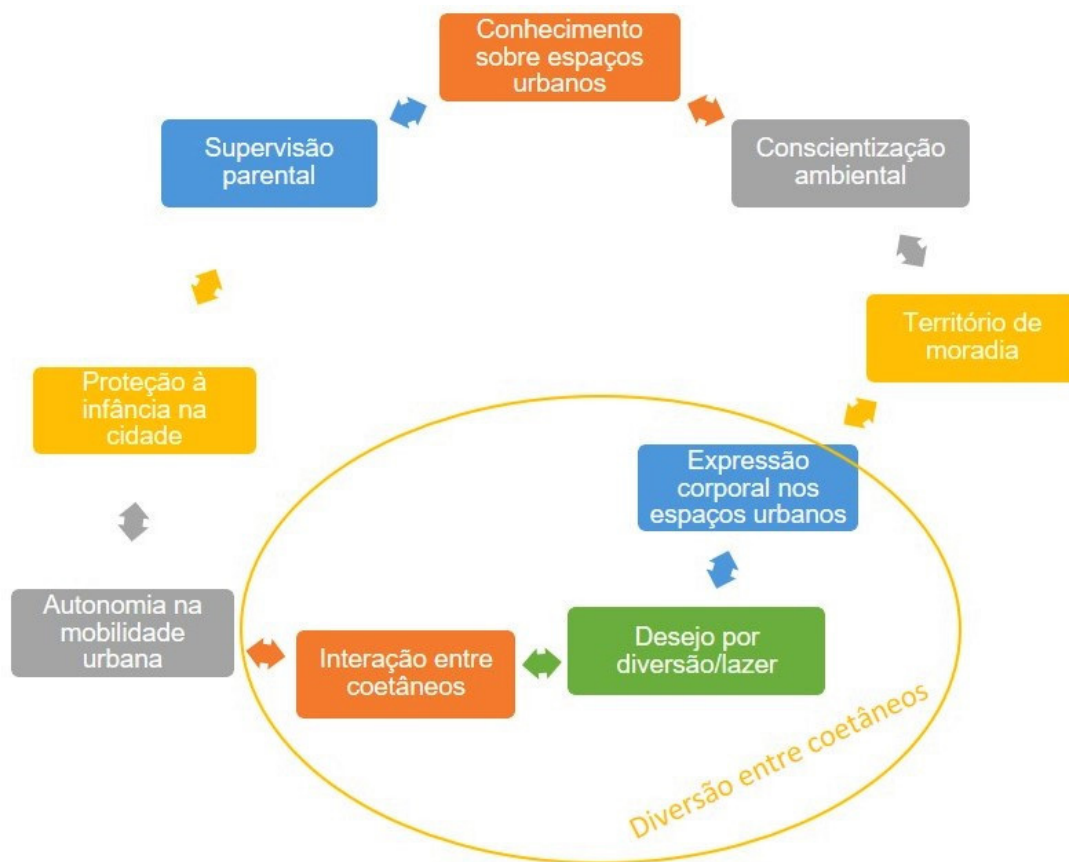 Conhecimento
sobre espaços
urbanos
Supervisão
parental
Conscientização
ambiental
Território de
moradia
Proteção à
infância na
cidade
Expressão
corporal nos
espaços urbanos
Autonomia na
mobilidade
urbana
Interação entre
coetâneos
Desejo por
diversão/lazer
Diversão entre coetâneos